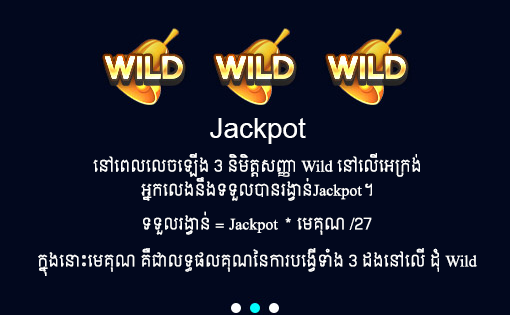 WILD WILD WILD
Jackpot
នៅពេលលេចឡើង 3 និមិត្តសញ្ញា Wild នៅលើអេក្រង់
អ្នកលេងនឹងទទួលបានរង្វាន់Jackpot។
ទទួលរង្វាន់ = Jackpot * មេគុណ /27
ក្នុងនោះមេគុណ គឺជាលទ្ធផលគុណនៃការបង្វើទាំង 3 ដងនៅលើ ដុំ Wild